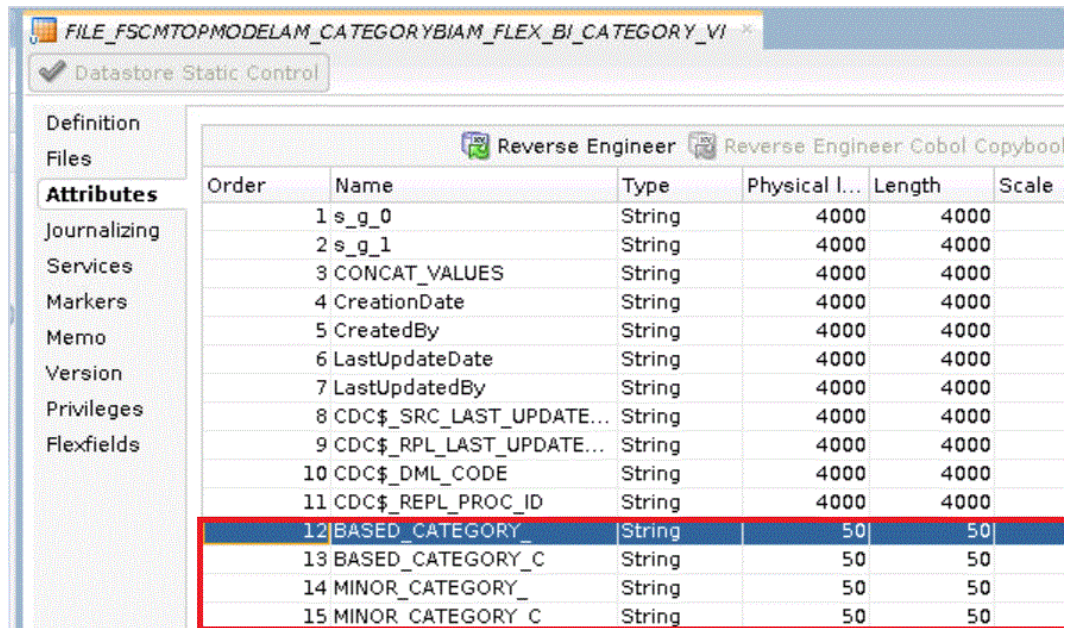 FILE_FSCMTOPMODELAM_CATEGORYBIAM_FLEX_BI_CATEGORY_VI
Datastore Static Control
Definition
Files
Attributes
Journalizing
Services
Markers
Memo
Version
Privileges
Flexfields
Reverse Engineer Reverse Engineer Cobol Copybool
Order Name Type Physical l... Length Scale
1 s_g_0 String 4000 4000
2 s_g_1 String 4000 4000
3 CONCAT_VALUES String 4000 4000
4 CreationDate String 4000 4000
5 CreatedBy String 4000 4000
6 LastUpdateDate String 4000 4000
7 LastUpdatedBy String 4000 4000
8 CDC$_SRC_LAST_UPDATE... String 4000 4000
9 CDC$_RPL_LAST_UPDATE... String 4000 4000
10 CDC$_DML_CODE String 4000 4000
11 CDC$_REPL_PROC_ID String 4000 4000
12 BASED_CATEGORY_ String 50 50
13 BASED_CATEGORY_C String 50 50
14 MINOR_CATEGORY_ String 50 50
15 MINOR_CATEGORY_C String 50 50